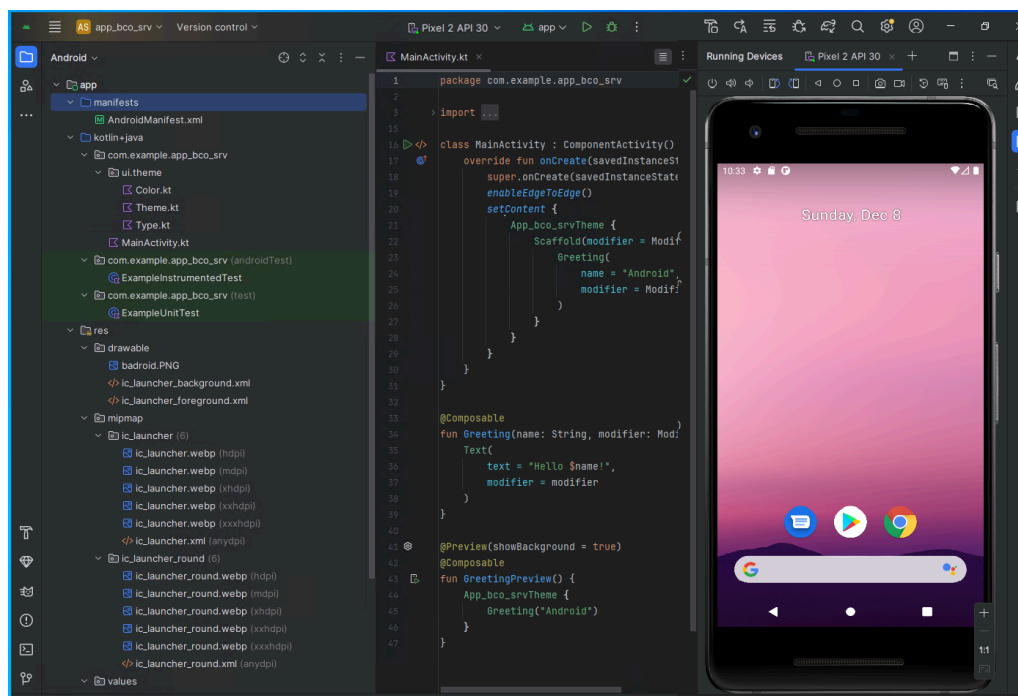 AS app_bco_srv Version control Pixel 2 API 30 app
Android
app
manifests
AndroidManifest.xml
kotlin+java
com.example.app_bco_srv
ui.theme
Color.kt
Theme.kt
Type.kt
MainActivity.kt
com.example.app_bco_srv (androidTest)
ExampleInstrumentedTest
com.example.app_bco_srv (test)
ExampleUnitTest
res
drawable
badroid.PNG
ic_launcher_background.xml
ic_launcher_foreground.xml
mipmap
ic_launcher (6)
ic_launcher.webp (hdpi)
ic_launcher.webp (mdpi)
ic_launcher.webp (xhdpi)
ic_launcher.webp (xxhdpi)
ic_launcher.webp (xxxhdpi)
ic_launcher.xml (anydpi)
ic_launcher_round (6)
ic_launcher_round.webp (hdpi)
ic_launcher_round.webp (mdpi)
ic_launcher_round.webp (xhdpi)
ic_launcher_round.webp (xxhdpi)
ic_launcher_round.webp (xxxhdpi)
ic_launcher_round.xml (anydpi)
values
MainActivity.kt
1 package com.example.app_bco_srv
2
3 import ...
15
16 class MainActivity : ComponentActivity()
17 override fun onCreate(savedInstanceSt
18 super.onCreate(savedInstanceState
19 enableEdgeToEdge()
20 setContent {
21 App_bco_srvTheme {
22 Scaffold(modifier = Modif
23 Greeting(
24 name = "Android",
25 modifier = Modifi
26 )
27 }
28 }
29 }
30 }
31 }
32
33 @Composable
34 fun Greeting(name: String, modifier: Modi
35 Text(
36 text = "Hello $name!",
37 modifier = modifier
38 )
39 }
40
41 @Preview(showBackground = true)
42 @Composable
43 fun GreetingPreview() {
44 App_bco_srvTheme {
45 Greeting("Android")
46 }
47 }
Running Devices Pixel 2 API 30
10:33
Sunday, Dec 8
1:1